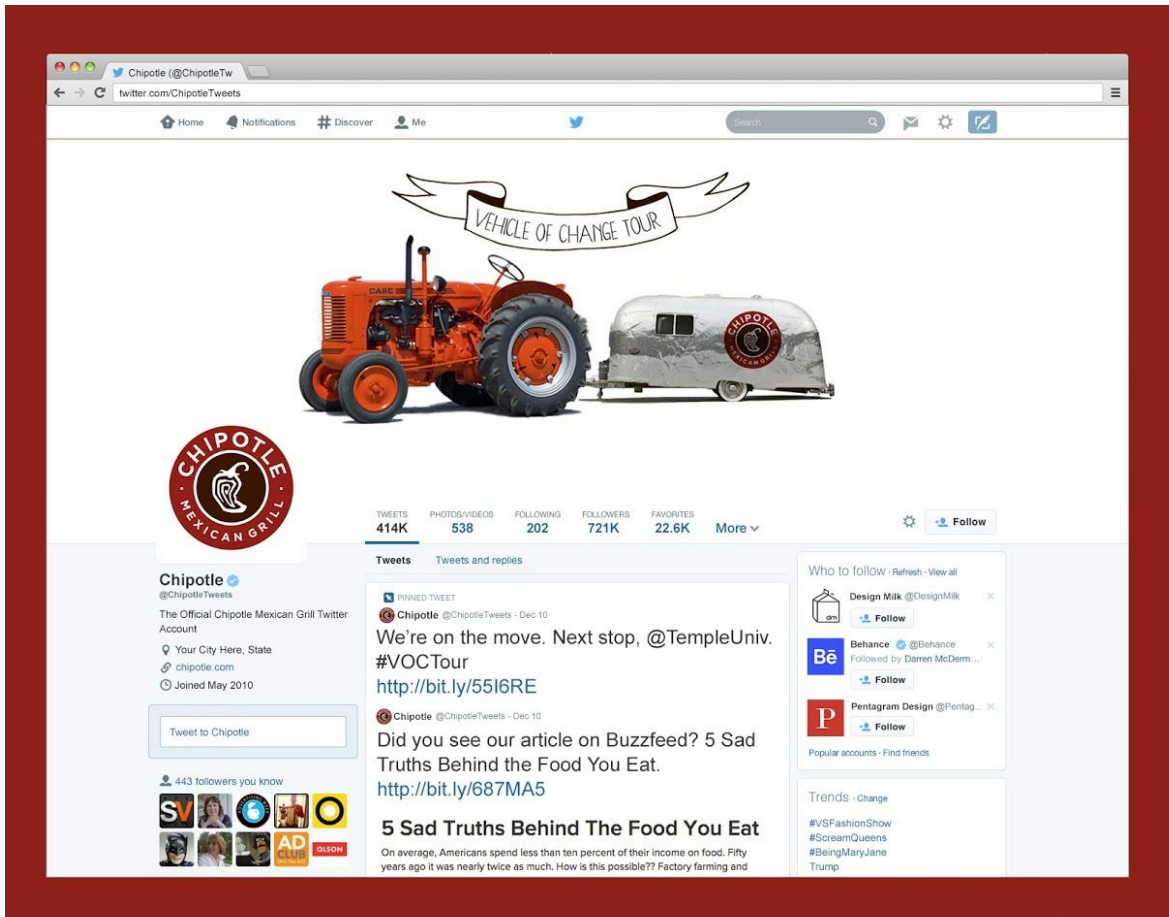 Chipotle (@ChipotleTw
twitter.com/ChipotleTweets
Home Notifications Discover Me Search
VEHICLE OF CHANGE TOUR
CASE
CHIPOTLE
MEXICAN GRILL
CHIPOTLE
MEXICAN GRILL
TWEETS PHOTOS/VIDEOS FOLLOWING FOLLOWERS FAVORITES
414K 538 202 721K 22.6K More
Follow
Chipotle
@ChipotleTweets
The Official Chipotle Mexican Grill Twitter
Account
Your City Here, State
chipotle.com
Joined May 2010
Tweet to Chipotle
443 followers you know
SV
AD
CLUB
OLSON
Tweets Tweets and replies
PINNED TWEET
Chipotle @ChipotleTweets - Dec 10
We're on the move. Next stop, @TempleUniv.
#VOCTour
http://bit.ly/55I6RE
Chipotle @ChipotleTweets - Dec 10
Did you see our article on Buzzfeed? 5 Sad
Truths Behind the Food You Eat.
http://bit.ly/687MA5
5 Sad Truths Behind The Food You Eat
On average, Americans spend less than ten percent of their income on food. Fifty
years ago it was nearly twice as much. How is this possible?? Factory farming and
Who to follow · Refresh · View all
dm
Design Milk @DesignMilk
Follow
Bē
Behance @Behance
Followed by Darren McDerm...
Follow
P
Pentagram Design @Pentag...
Follow
Popular accounts · Find friends
Trends · Change
#VSFashionShow
#ScreamQueens
#BeingMaryJane
Trump